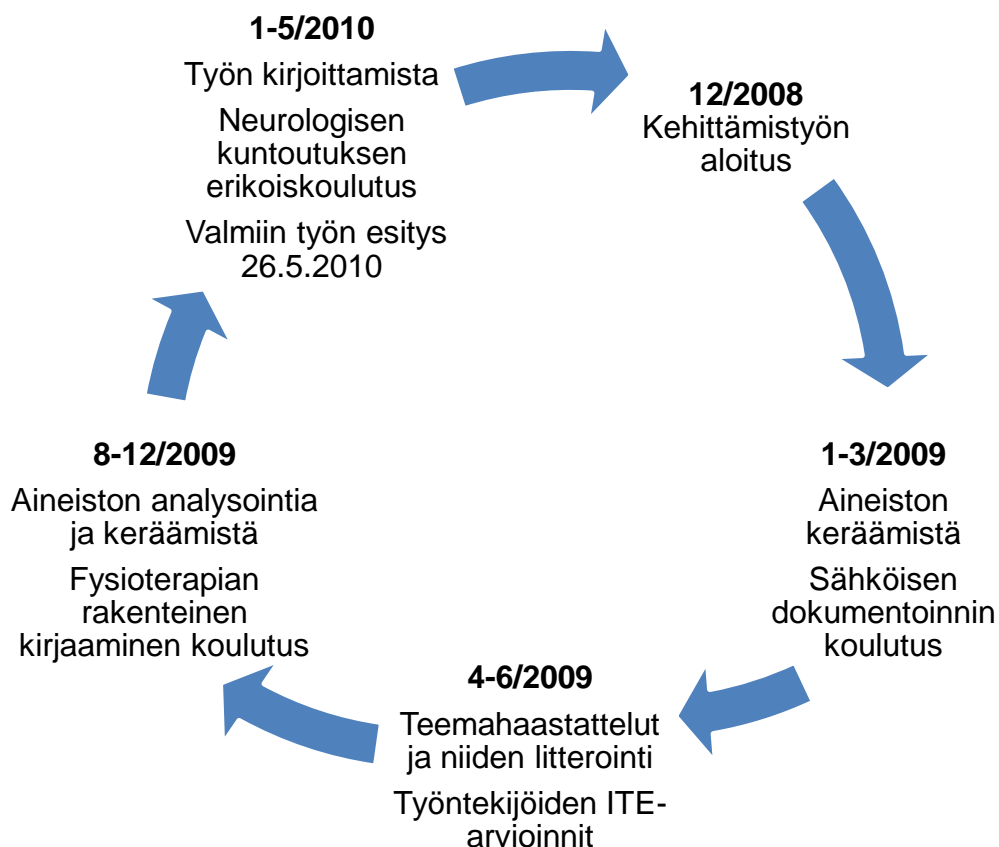 1-5/2010
Työn kirjoittamista
Neurologisen
kuntoutuksen
erikoiskoulutus
Valmiin työn esitys
26.5.2010
12/2008
Kehittämistyön
aloitus
1-3/2009
Aineiston
keräämistä
Sähköisen
dokumentoinnin
koulutus
4-6/2009
Teemahaastattelut
ja niiden litterointi
Työntekijöiden ITE-
arvioinnit
8-12/2009
Aineiston analysointia
ja keräämistä
Fysioterapian
rakenteinen
kirjaaminen koulutus